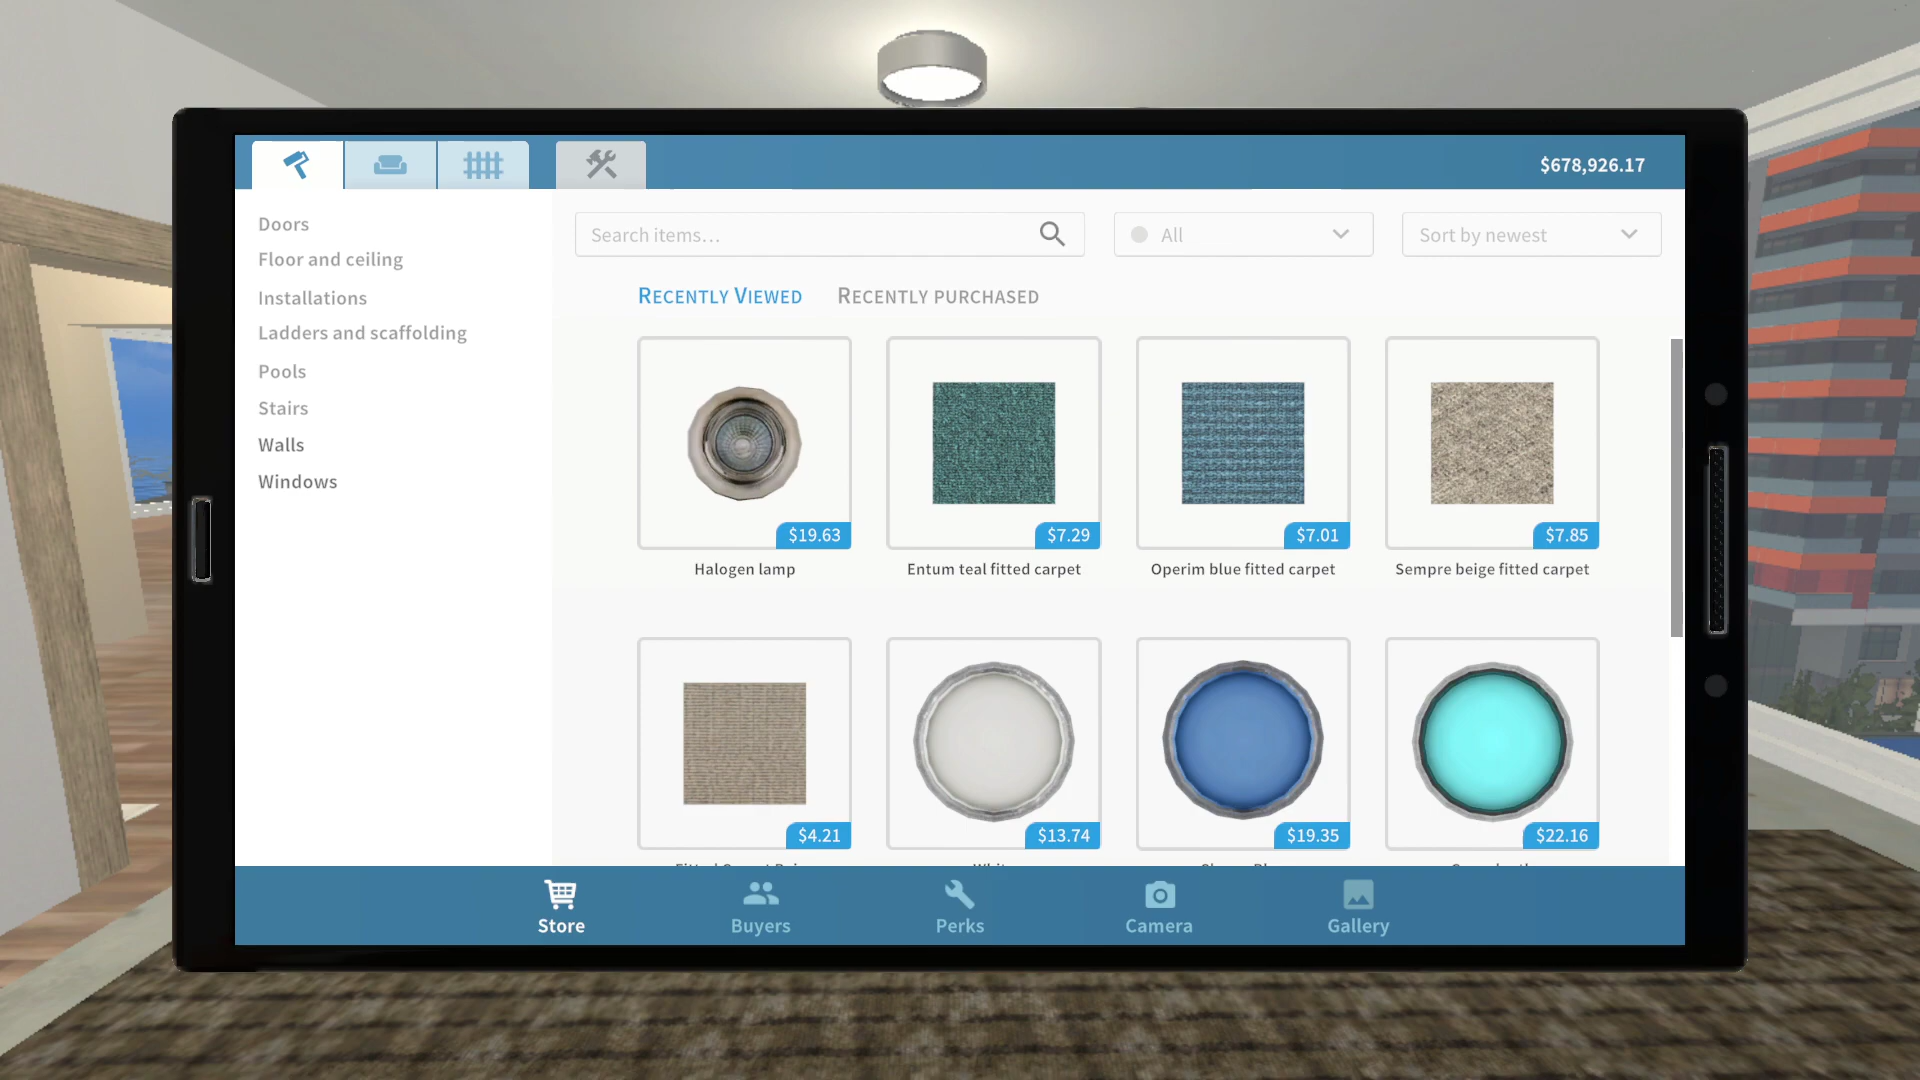 $678,926.17
Doors
Floor and ceiling
Installations
Ladders and scaffolding
Pools
Stairs
Walls
Windows
Search items...
All
Sort by newest
RECENTLY VIEWED
RECENTLY PURCHASED
$19.63
$7.29
$7.01
$7.85
Halogen lamp
Entum teal fitted carpet
Operim blue fitted carpet
Sempre beige fitted carpet
$4.21
$13.74
$19.35
$22.16
Store
Buyers
Perks
Camera
Gallery